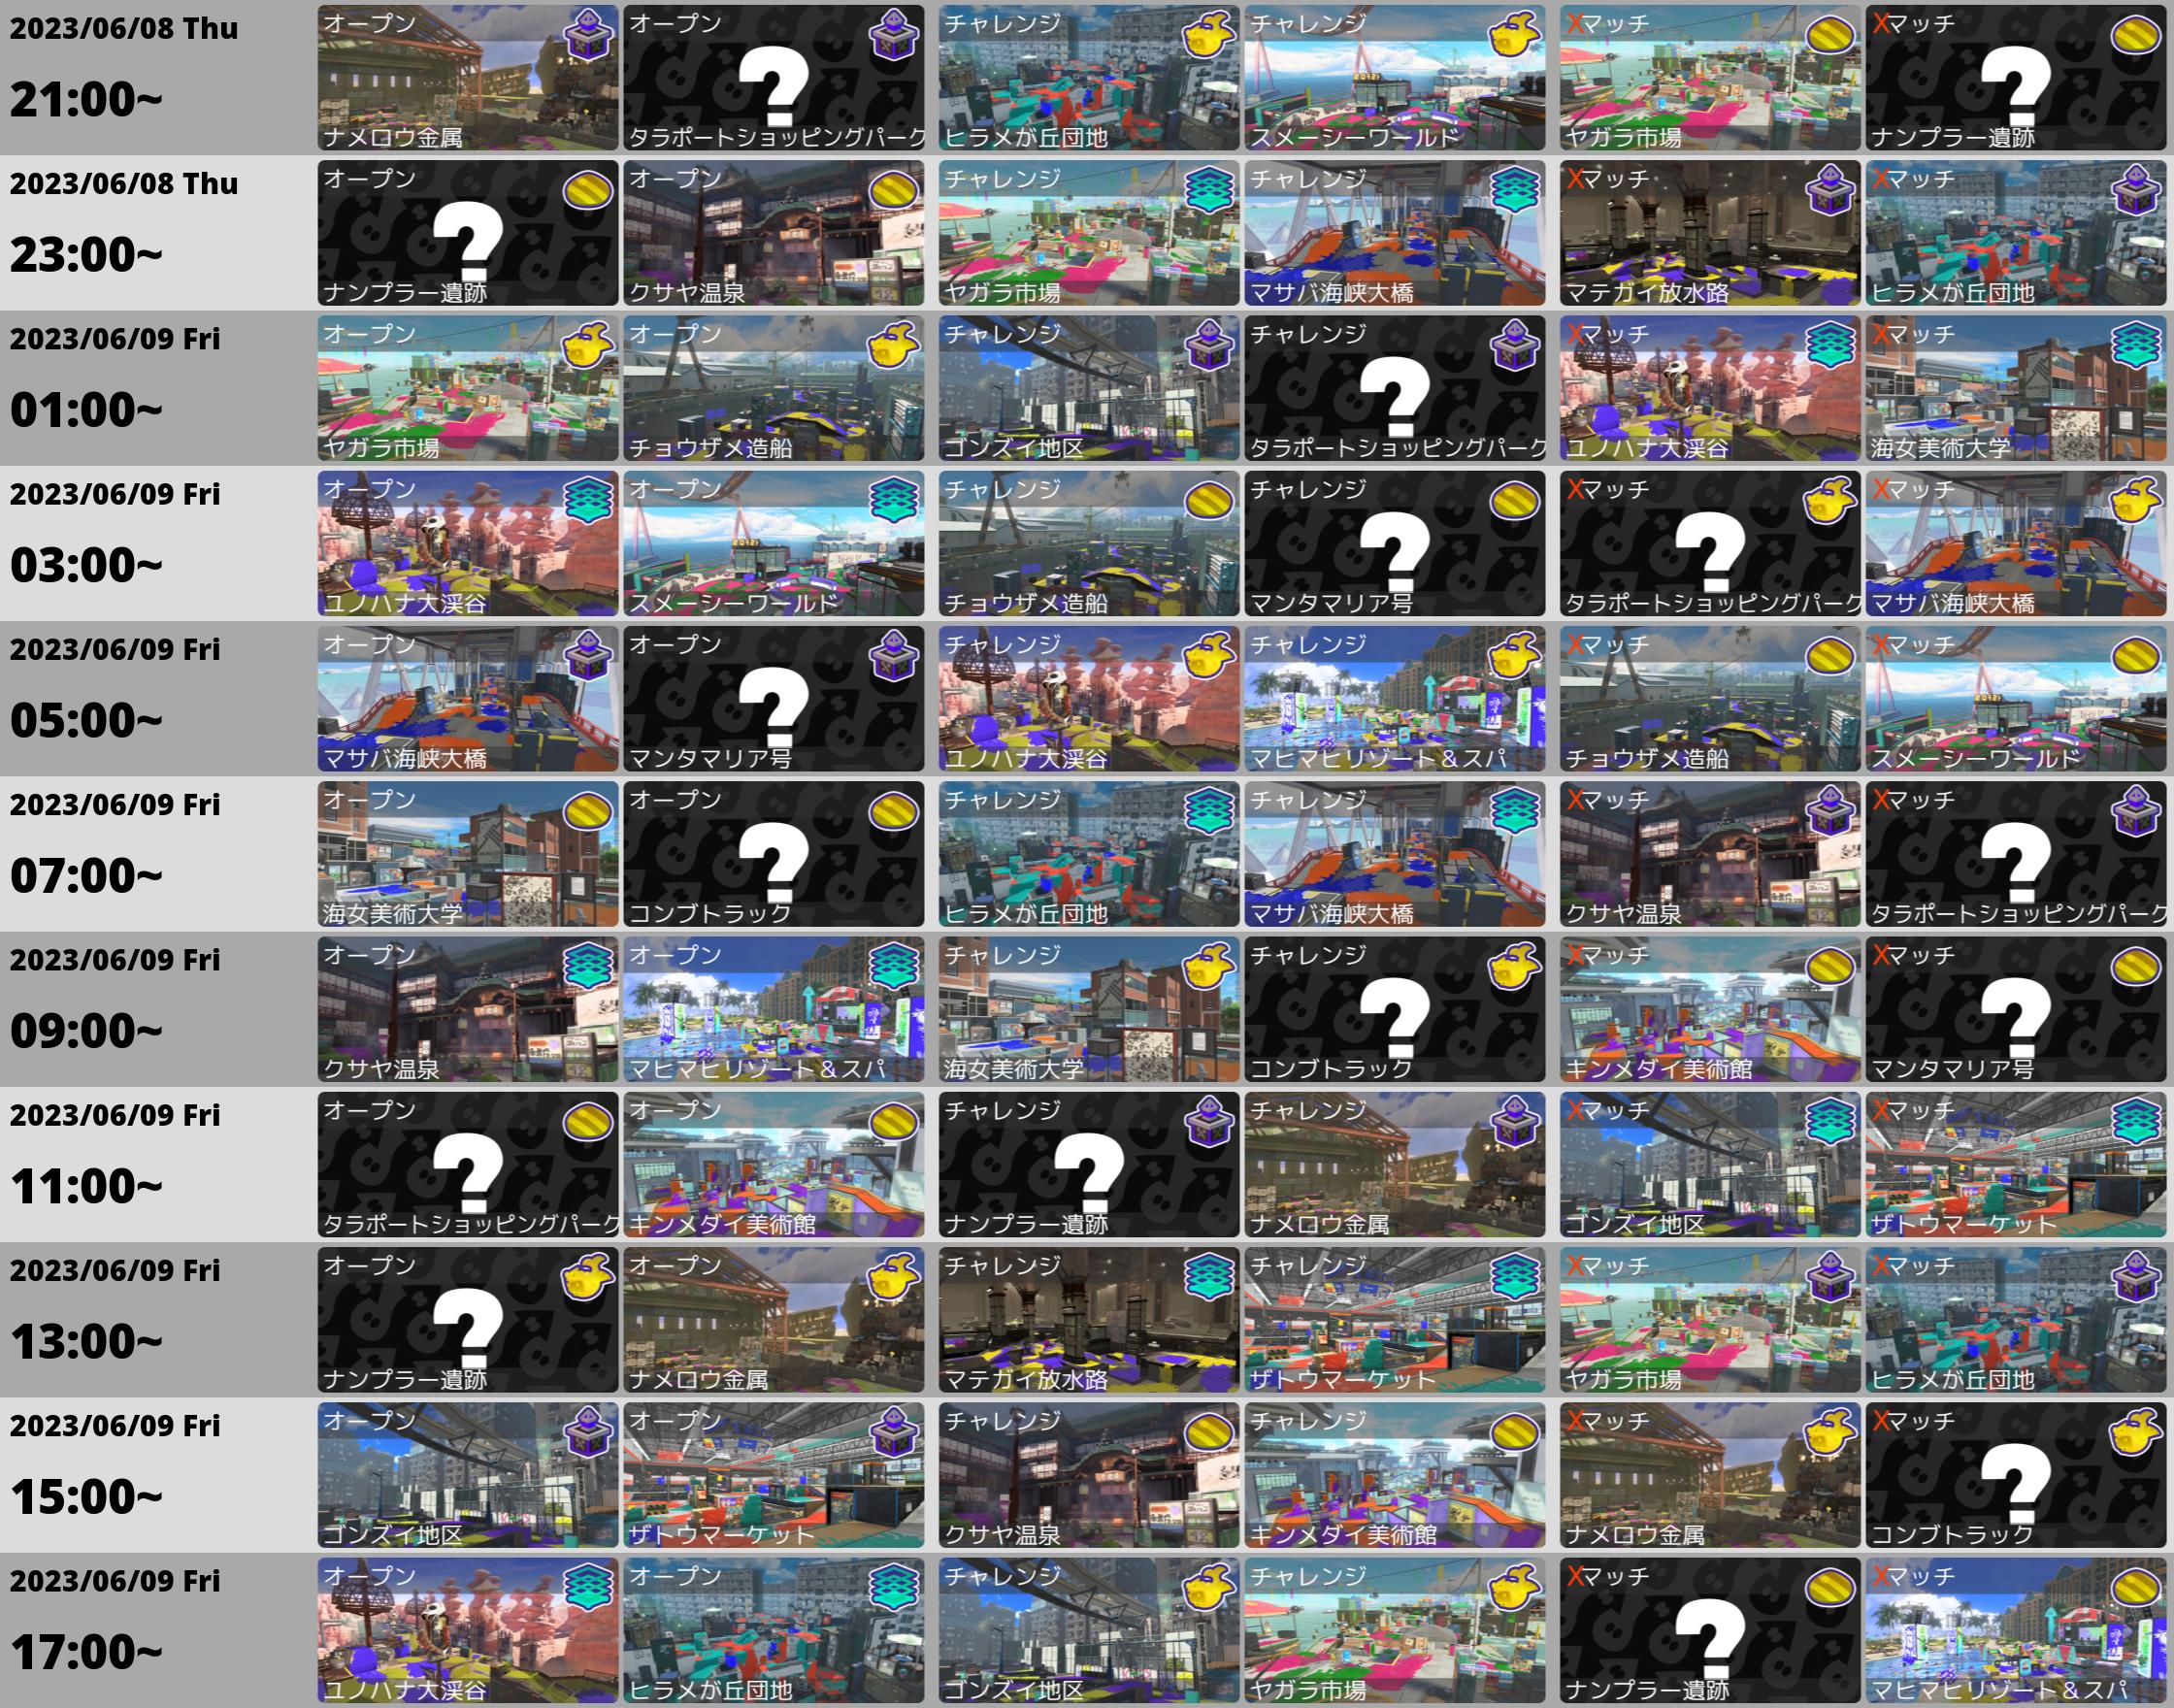 2023/06/08 Thu
21:00~
オープン
ナメロウ金属
オープン
タラポートショッピングパーク
チャレンジ
ヒラメが丘団地
チャレンジ
スメーシーワールド
Xマッチ
ヤガラ市場
Xマッチ
ナンプラー遺跡
2023/06/08 Thu
23:00~
オープン
ナンプラー遺跡
オープン
クサヤ温泉
チャレンジ
ヤガラ市場
チャレンジ
マサバ海峡大橋
Xマッチ
マテガイ放水路
Xマッチ
ヒラメが丘団地
2023/06/09 Fri
01:00~
オープン
ヤガラ市場
オープン
チョウザメ造船
チャレンジ
ゴンズイ地区
チャレンジ
タラポートショッピングパーク
Xマッチ
ユノハナ大渓谷
Xマッチ
海女美術大学
2023/06/09 Fri
03:00~
オープン
ユノハナ大渓谷
オープン
スメーシーワールド
チャレンジ
チョウザメ造船
チャレンジ
マンタマリア号
Xマッチ
タラポートショッピングパーク
Xマッチ
マサバ海峡大橋
2023/06/09 Fri
05:00~
オープン
マサバ海峡大橋
オープン
マンタマリア号
チャレンジ
ユノハナ大渓谷
チャレンジ
マヒマヒリゾート＆スパ
Xマッチ
チョウザメ造船
Xマッチ
スメーシーワールド
2023/06/09 Fri
07:00~
オープン
海女美術大学
オープン
コンブトラック
チャレンジ
ヒラメが丘団地
チャレンジ
マサバ海峡大橋
Xマッチ
クサヤ温泉
Xマッチ
タラポートショッピングパーク
2023/06/09 Fri
09:00~
オープン
クサヤ温泉
オープン
マヒマヒリゾート＆スパ
チャレンジ
海女美術大学
チャレンジ
コンブトラック
Xマッチ
キンメダイ美術館
Xマッチ
マンタマリア号
2023/06/09 Fri
11:00~
オープン
タラポートショッピングパーク
オープン
キンメダイ美術館
チャレンジ
ナンプラー遺跡
チャレンジ
ナメロウ金属
Xマッチ
ゴンズイ地区
Xマッチ
ザトウマーケット
2023/06/09 Fri
13:00~
オープン
ナンプラー遺跡
オープン
ナメロウ金属
チャレンジ
マテガイ放水路
チャレンジ
ザトウマーケット
Xマッチ
ヤガラ市場
Xマッチ
ヒラメが丘団地
2023/06/09 Fri
15:00~
オープン
ゴンズイ地区
オープン
ザトウマーケット
チャレンジ
クサヤ温泉
チャレンジ
キンメダイ美術館
Xマッチ
ナメロウ金属
Xマッチ
コンブトラック
2023/06/09 Fri
17:00~
オープン
ユノハナ大渓谷
オープン
ヒラメが丘団地
チャレンジ
ゴンズイ地区
チャレンジ
ヤガラ市場
Xマッチ
ナンプラー遺跡
Xマッチ
マヒマヒリゾート＆スパ